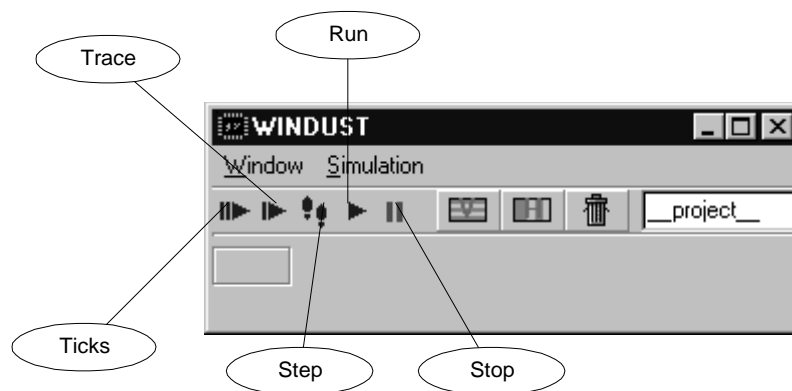 Run
Trace
WINDUST
Window Simulation
__project__
Ticks
Step
Stop